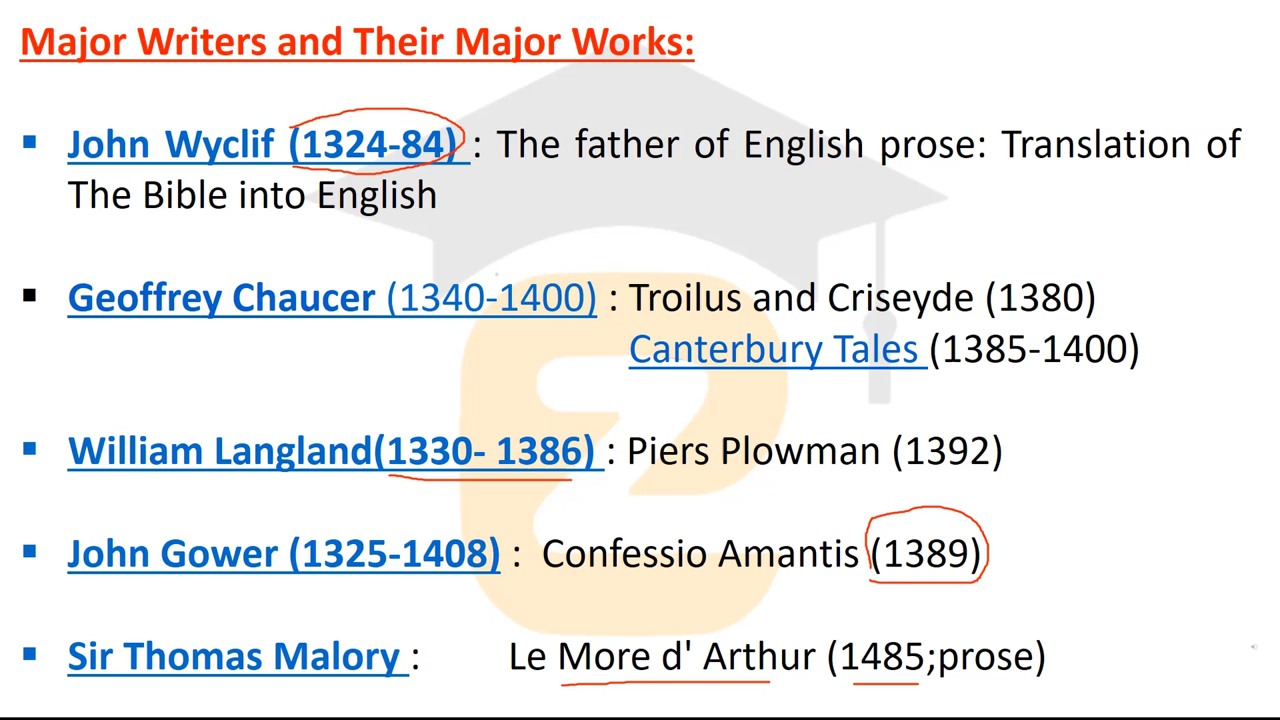 Major Writers and Their Major Works:
▪ John Wyclif (1324-84) : The father of English prose: Translation of
The Bible into English
▪ Geoffrey Chaucer (1340-1400) : Troilus and Criseyde (1380)
Canterbury Tales (1385-1400)
▪ William Langland(1330- 1386) : Piers Plowman (1392)
▪ John Gower (1325-1408) : Confessio Amantis (1389)
▪ Sir Thomas Malory : Le More d' Arthur (1485;prose)